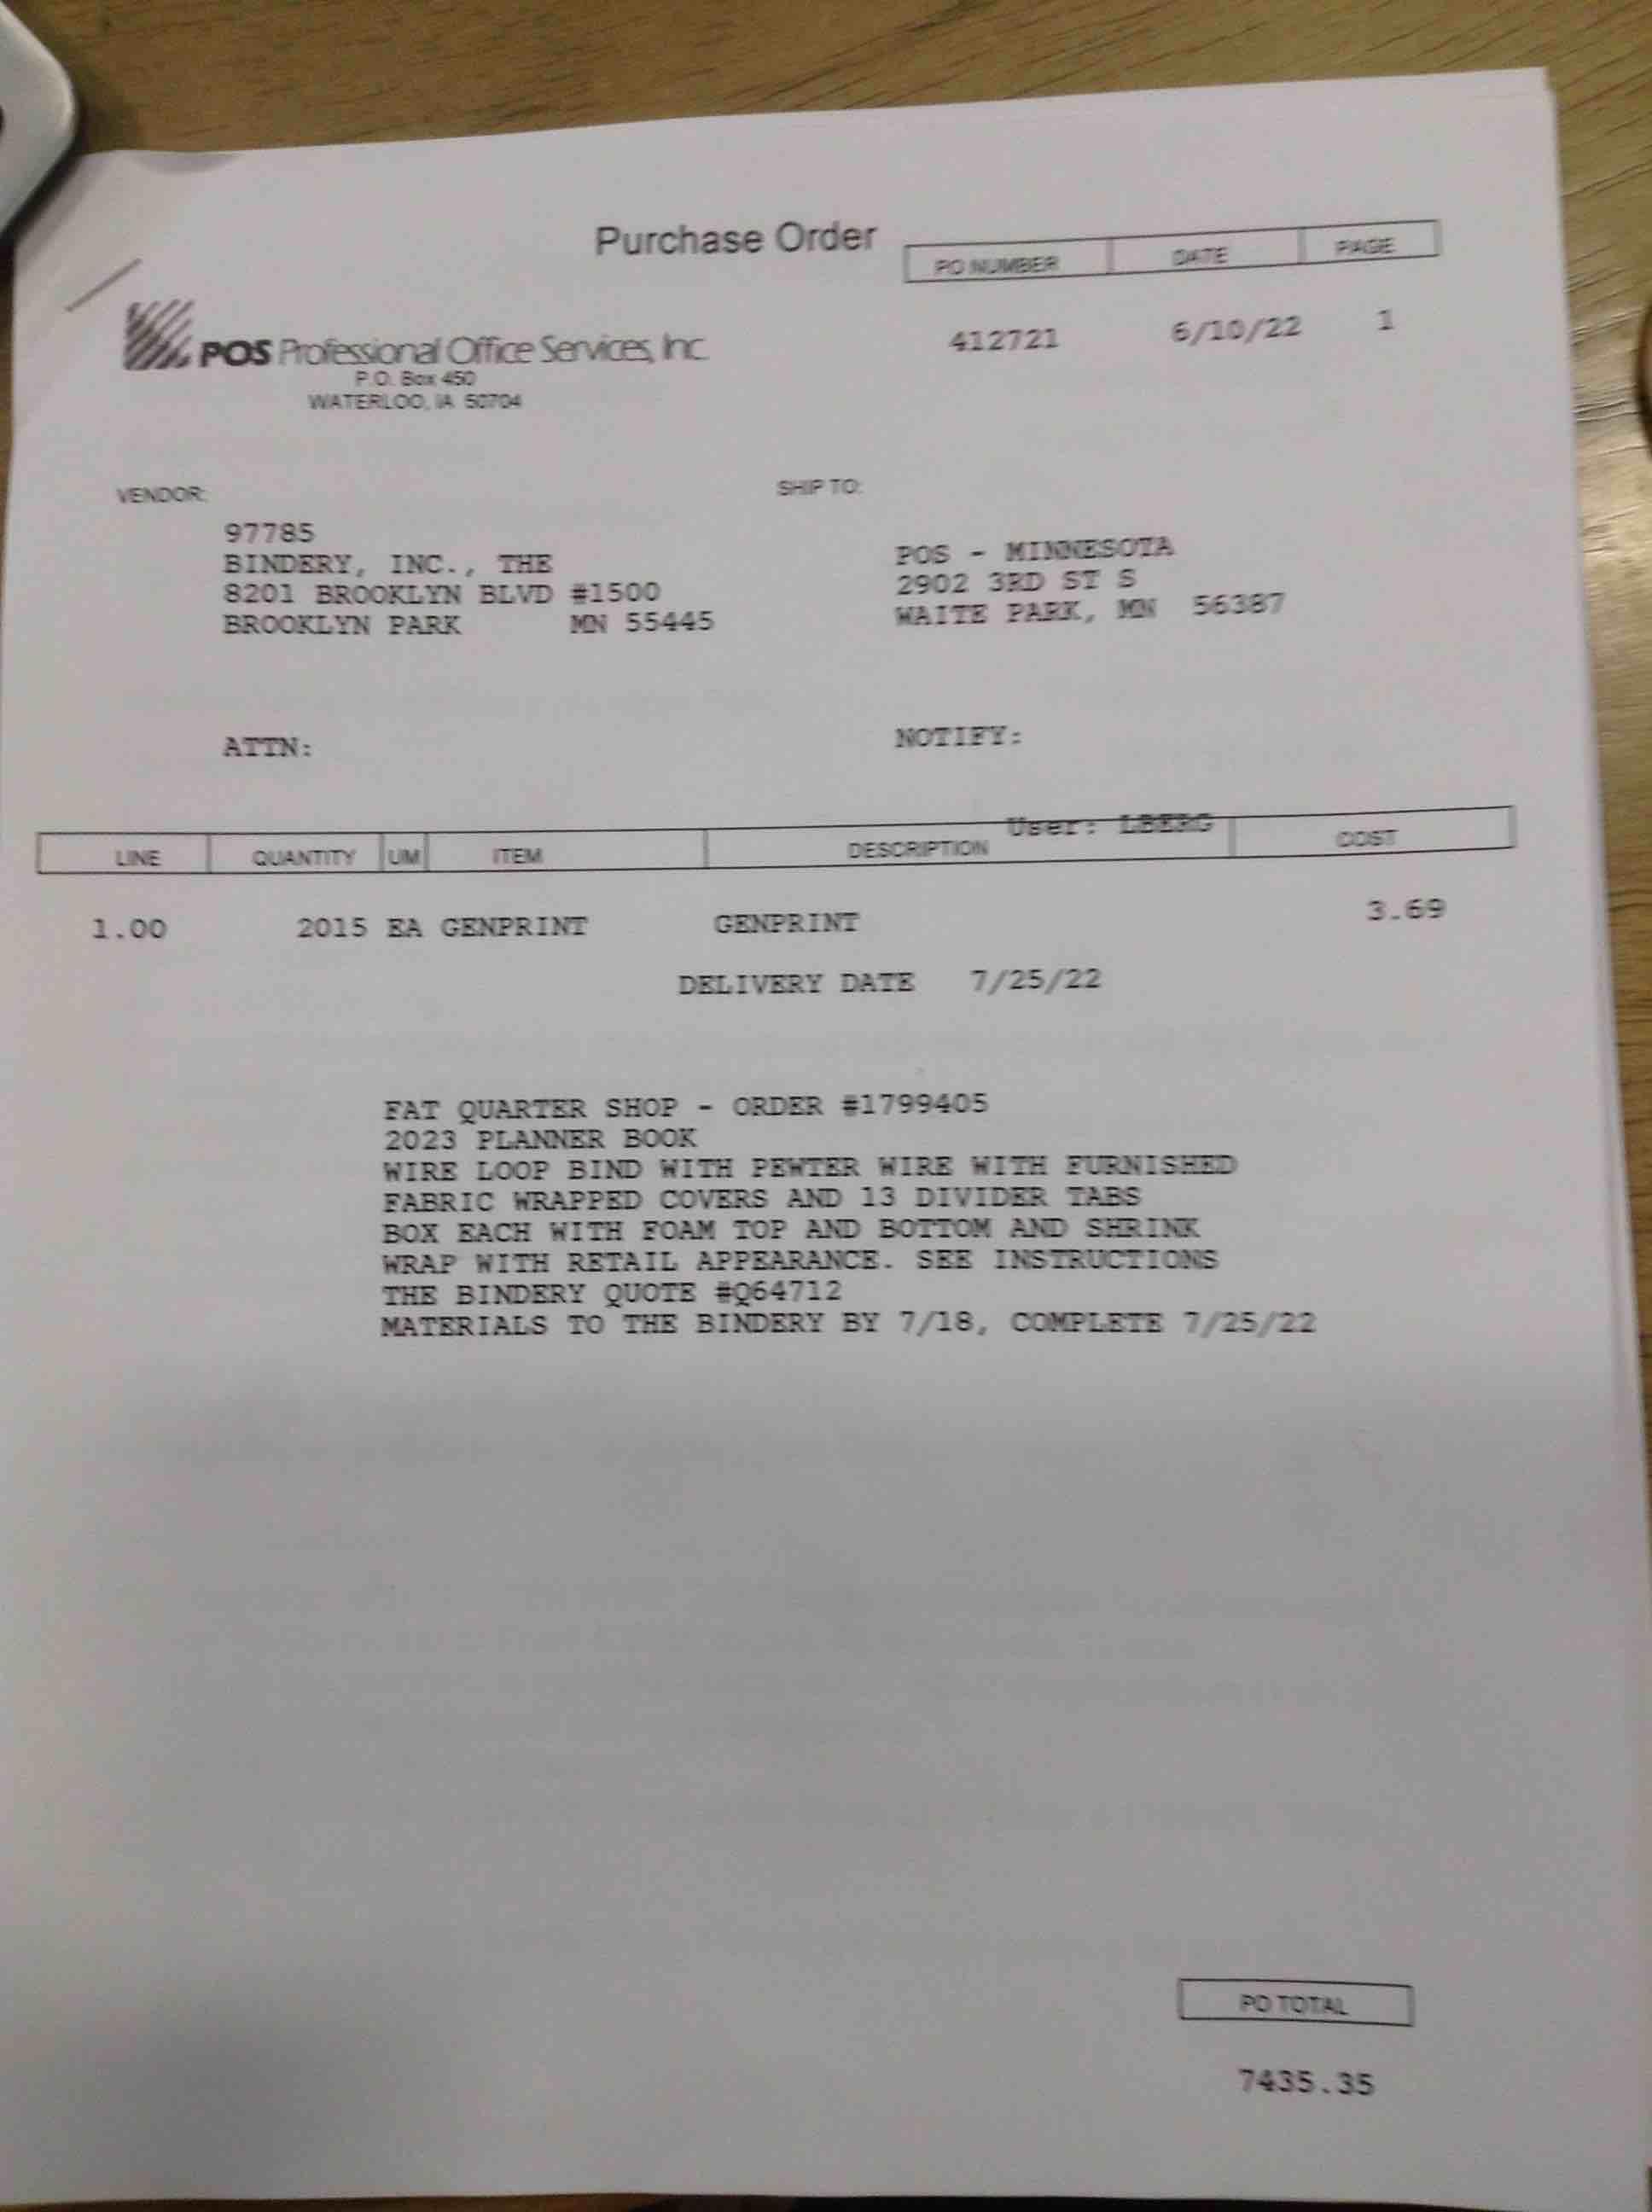 Purchase Order
PO NUMBER DATE PAGE
412721 6/10/22 1
POS Professional Office Services, Inc.
P.O. Box 450
WATERLOO, IA 50704
VENDOR: SHIP TO:
97785
BINDERY, INC., THE POS - MINNESOTA
8201 BROOKLYN BLVD #1500 2902 3RD ST S
BROOKLYN PARK MN 55445 WAITE PARK, MN 56387
ATTN: NOTIFY:
User: LBERG
LINE QUANTITY UM ITEM DESCRIPTION COST
1.00 2015 EA GENPRINT GENPRINT 3.69
DELIVERY DATE 7/25/22
FAT QUARTER SHOP - ORDER #1799405
2023 PLANNER BOOK
WIRE LOOP BIND WITH PEWTER WIRE WITH FURNISHED
FABRIC WRAPPED COVERS AND 13 DIVIDER TABS
BOX EACH WITH FOAM TOP AND BOTTOM AND SHRINK
WRAP WITH RETAIL APPEARANCE. SEE INSTRUCTIONS
THE BINDERY QUOTE #Q64712
MATERIALS TO THE BINDERY BY 7/18, COMPLETE 7/25/22
PO TOTAL
7435.35